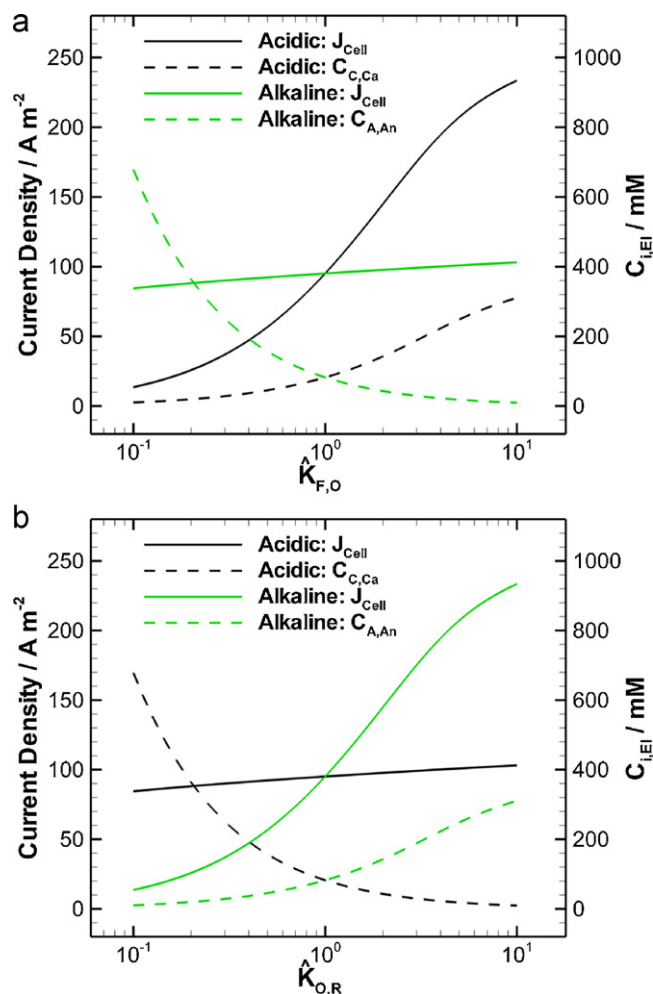 a
Acidic: J_Cell
Acidic: C_C,Ca
Alkaline: J_Cell
Alkaline: C_A,An
250
200
150
100
50
0
Current Density / A m⁻²
1000
800
600
400
200
0
C_i,El / mM
10⁻¹
10⁰
10¹
K̂_F,O
b
Acidic: J_Cell
Acidic: C_C,Ca
Alkaline: J_Cell
Alkaline: C_A,An
250
200
150
100
50
0
Current Density / A m⁻²
1000
800
600
400
200
0
C_i,El / mM
10⁻¹
10⁰
10¹
K̂_O,R